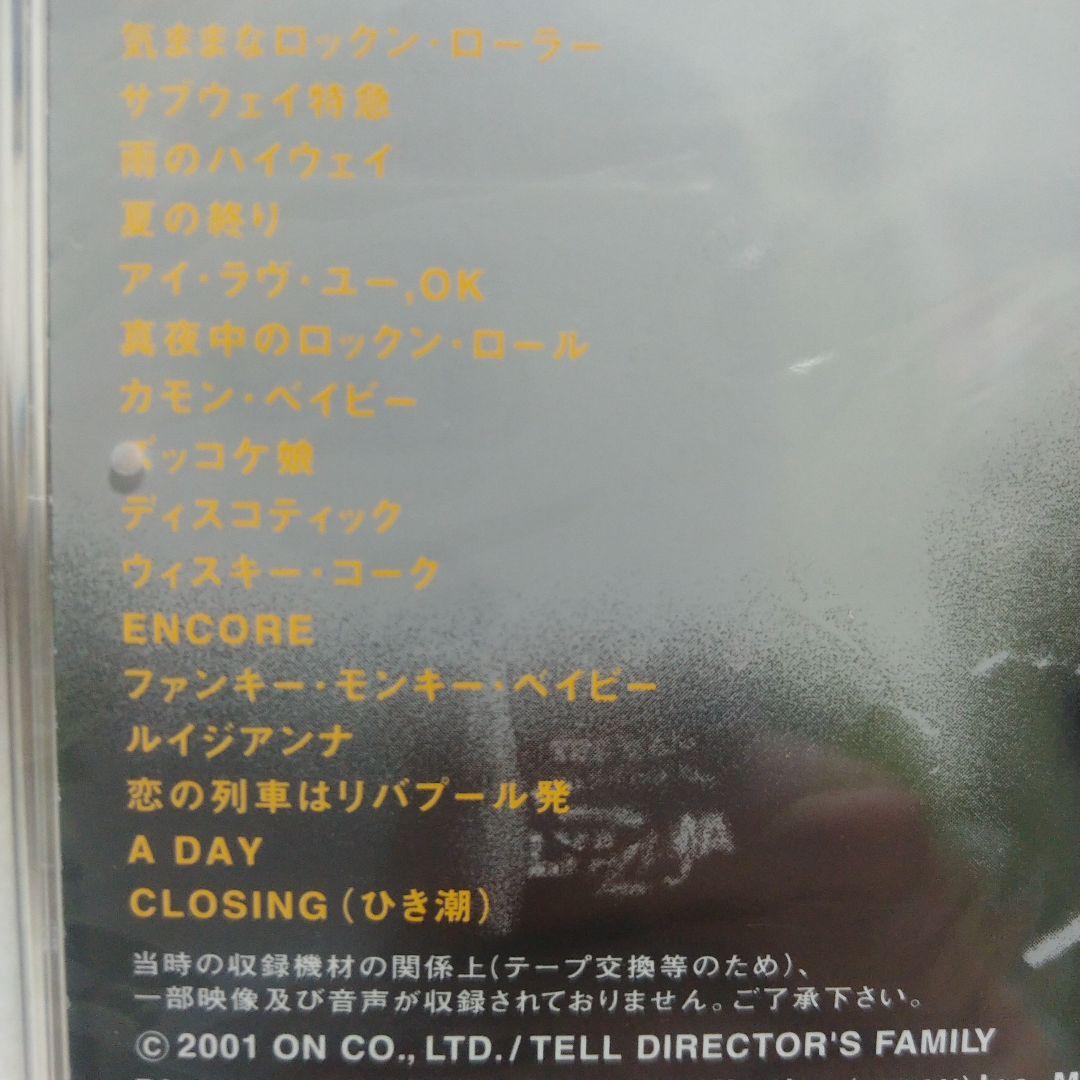 気ままなロックン・ローラー
サブウェイ特急
雨のハイウェイ
夏の終り
アイ・ラヴ・ユー,OK
真夜中のロックン・ロール
カモン・ベイビー
ズッコケ娘
ディスコティック
ウィスキー・コーク
ENCORE
ファンキー・モンキー・ベイビー
ルイジアンナ
恋の列車はリバプール発
A DAY
CLOSING (ひき潮)
当時の収録機材の関係上(テープ交換等のため)、
一部映像及び音声が収録されておりません。ご了承下さい。
© 2001 ON CO., LTD. / TELL DIRECTOR'S FAMILY